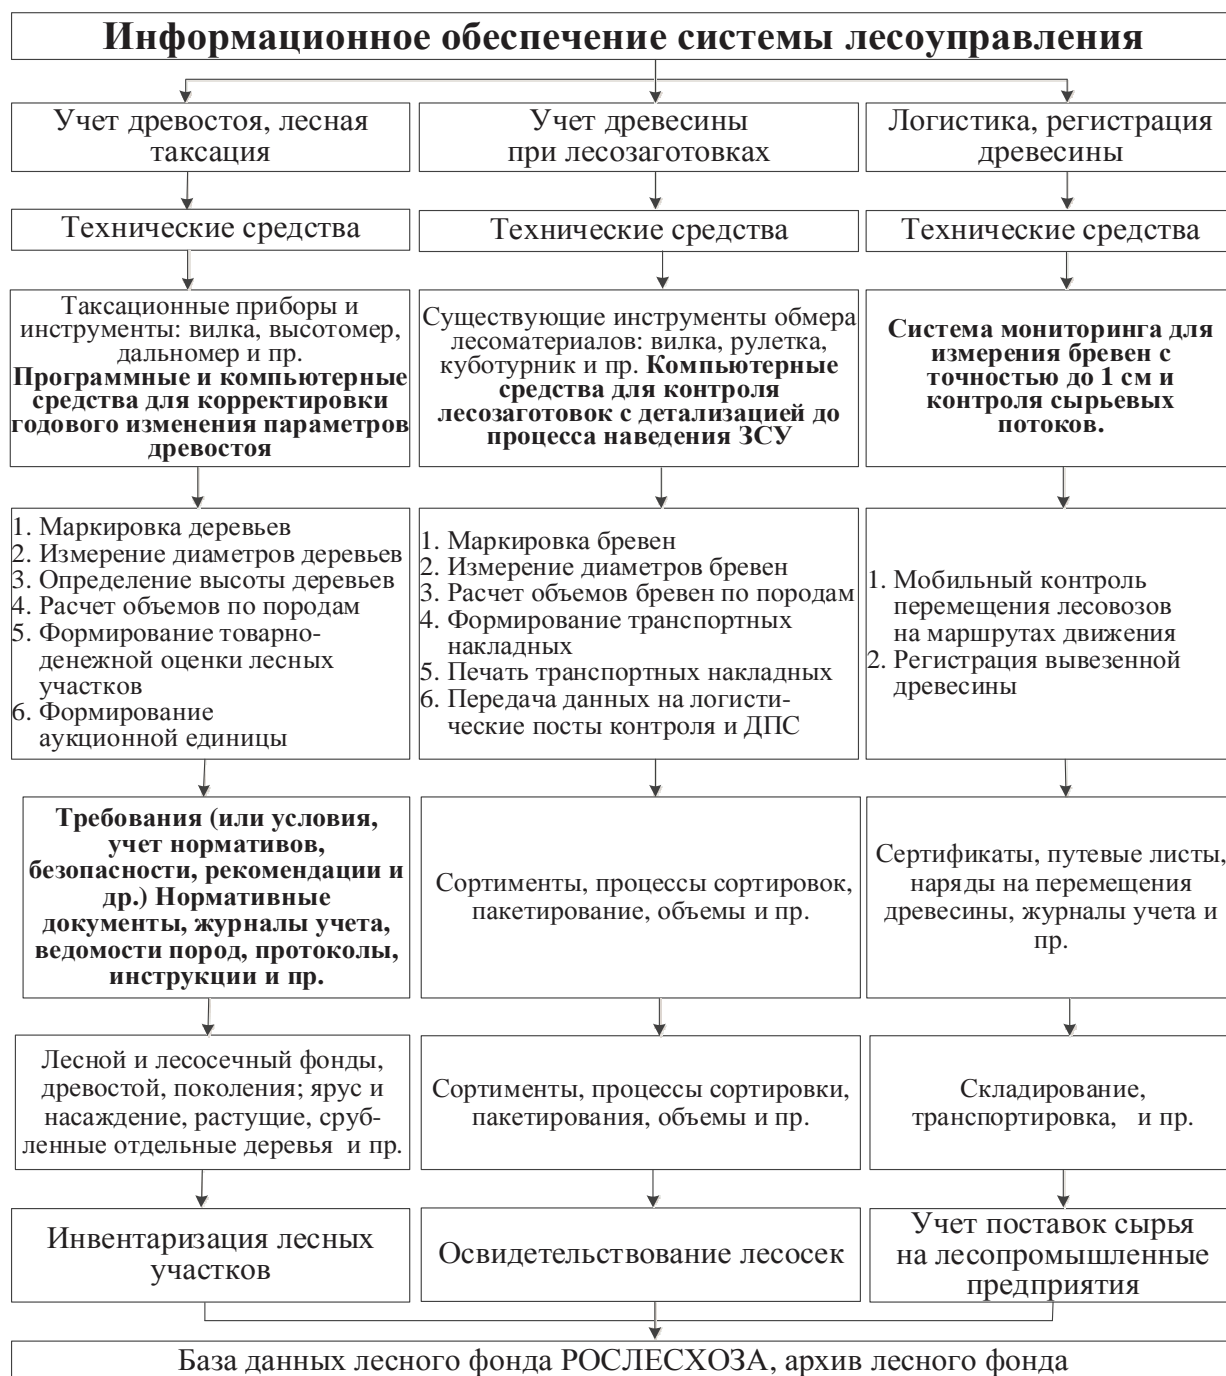 Информационное обеспечение системы лесоуправления
Учет древостоя, лесная
таксация
Учет древесины
при лесозаготовках
Логистика, регистрация
древесины
Технические средства
Технические средства
Технические средства
Таксационные приборы и
инструменты: вилка, высотомер,
дальномер и пр.
Программные и компьютерные
средства для корректировки
годового изменения параметров
древостоя
Существующие инструменты обмера
лесоматериалов: вилка, рулетка,
куботурник и пр. Компьютерные
средства для контроля
лесозаготовок с детализацией до
процесса наведения ЗСУ
Система мониторинга для
измерения бревен с
точностью до 1 см и
контроля сырьевых
потоков.
1. Маркировка деревьев
2. Измерение диаметров деревьев
3. Определение высоты деревьев
4. Расчет объемов по породам
5. Формирование товарно-
денежной оценки лесных
участков
6. Формирование
аукционной единицы
1. Маркировка бревен
2. Измерение диаметров бревен
3. Расчет объемов бревен по породам
4. Формирование транспортных
накладных
5. Печать транспортных накладных
6. Передача данных на логисти-
ческие посты контроля и ДПС
1. Мобильный контроль
перемещения лесовозов
на маршрутах движения
2. Регистрация вывезенной
древесины
Требования (или условия,
учет нормативов,
безопасности, рекомендации и
др.) Нормативные
документы, журналы учета,
ведомости пород, протоколы,
инструкции и пр.
Сортименты, процессы сортировок,
пакетирование, объемы и пр.
Сертификаты, путевые листы,
наряды на перемещения
древесины, журналы учета и
пр.
Лесной и лесосечный фонды,
древостой, поколения; ярус и
насаждение, растущие, сруб-
ленные отдельные деревья и пр.
Сортименты, процессы сортировки,
пакетирования, объемы и пр.
Складирование,
транспортировка, и пр.
Инвентаризация лесных
участков
Освидетельствование лесосек
Учет поставок сырья
на лесопромышленные
предприятия
База данных лесного фонда РОСЛЕСХОЗА, архив лесного фонда